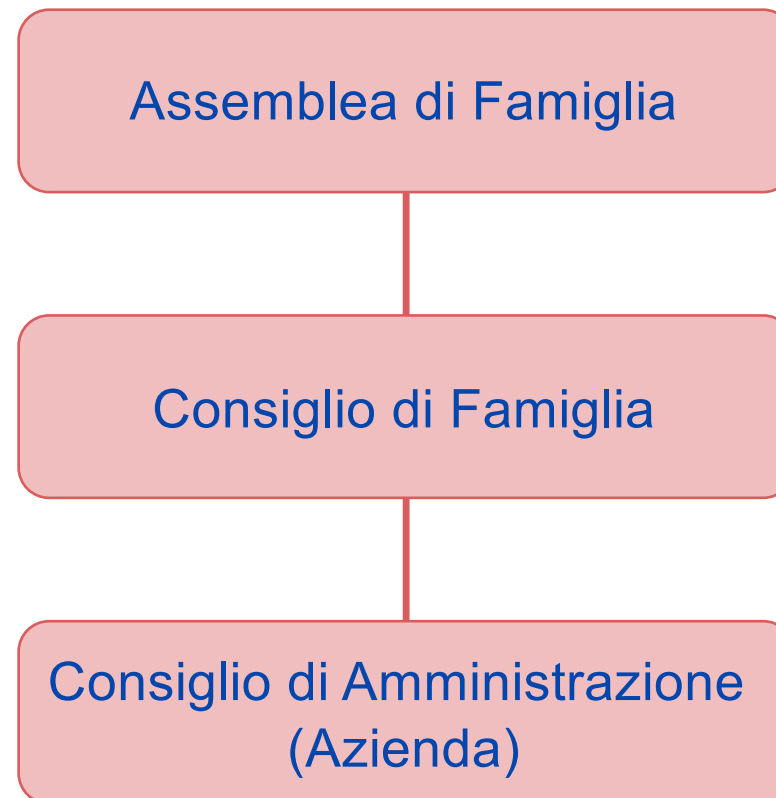 Assemblea di Famiglia
Consiglio di Famiglia
Consiglio di Amministrazione
(Azienda)